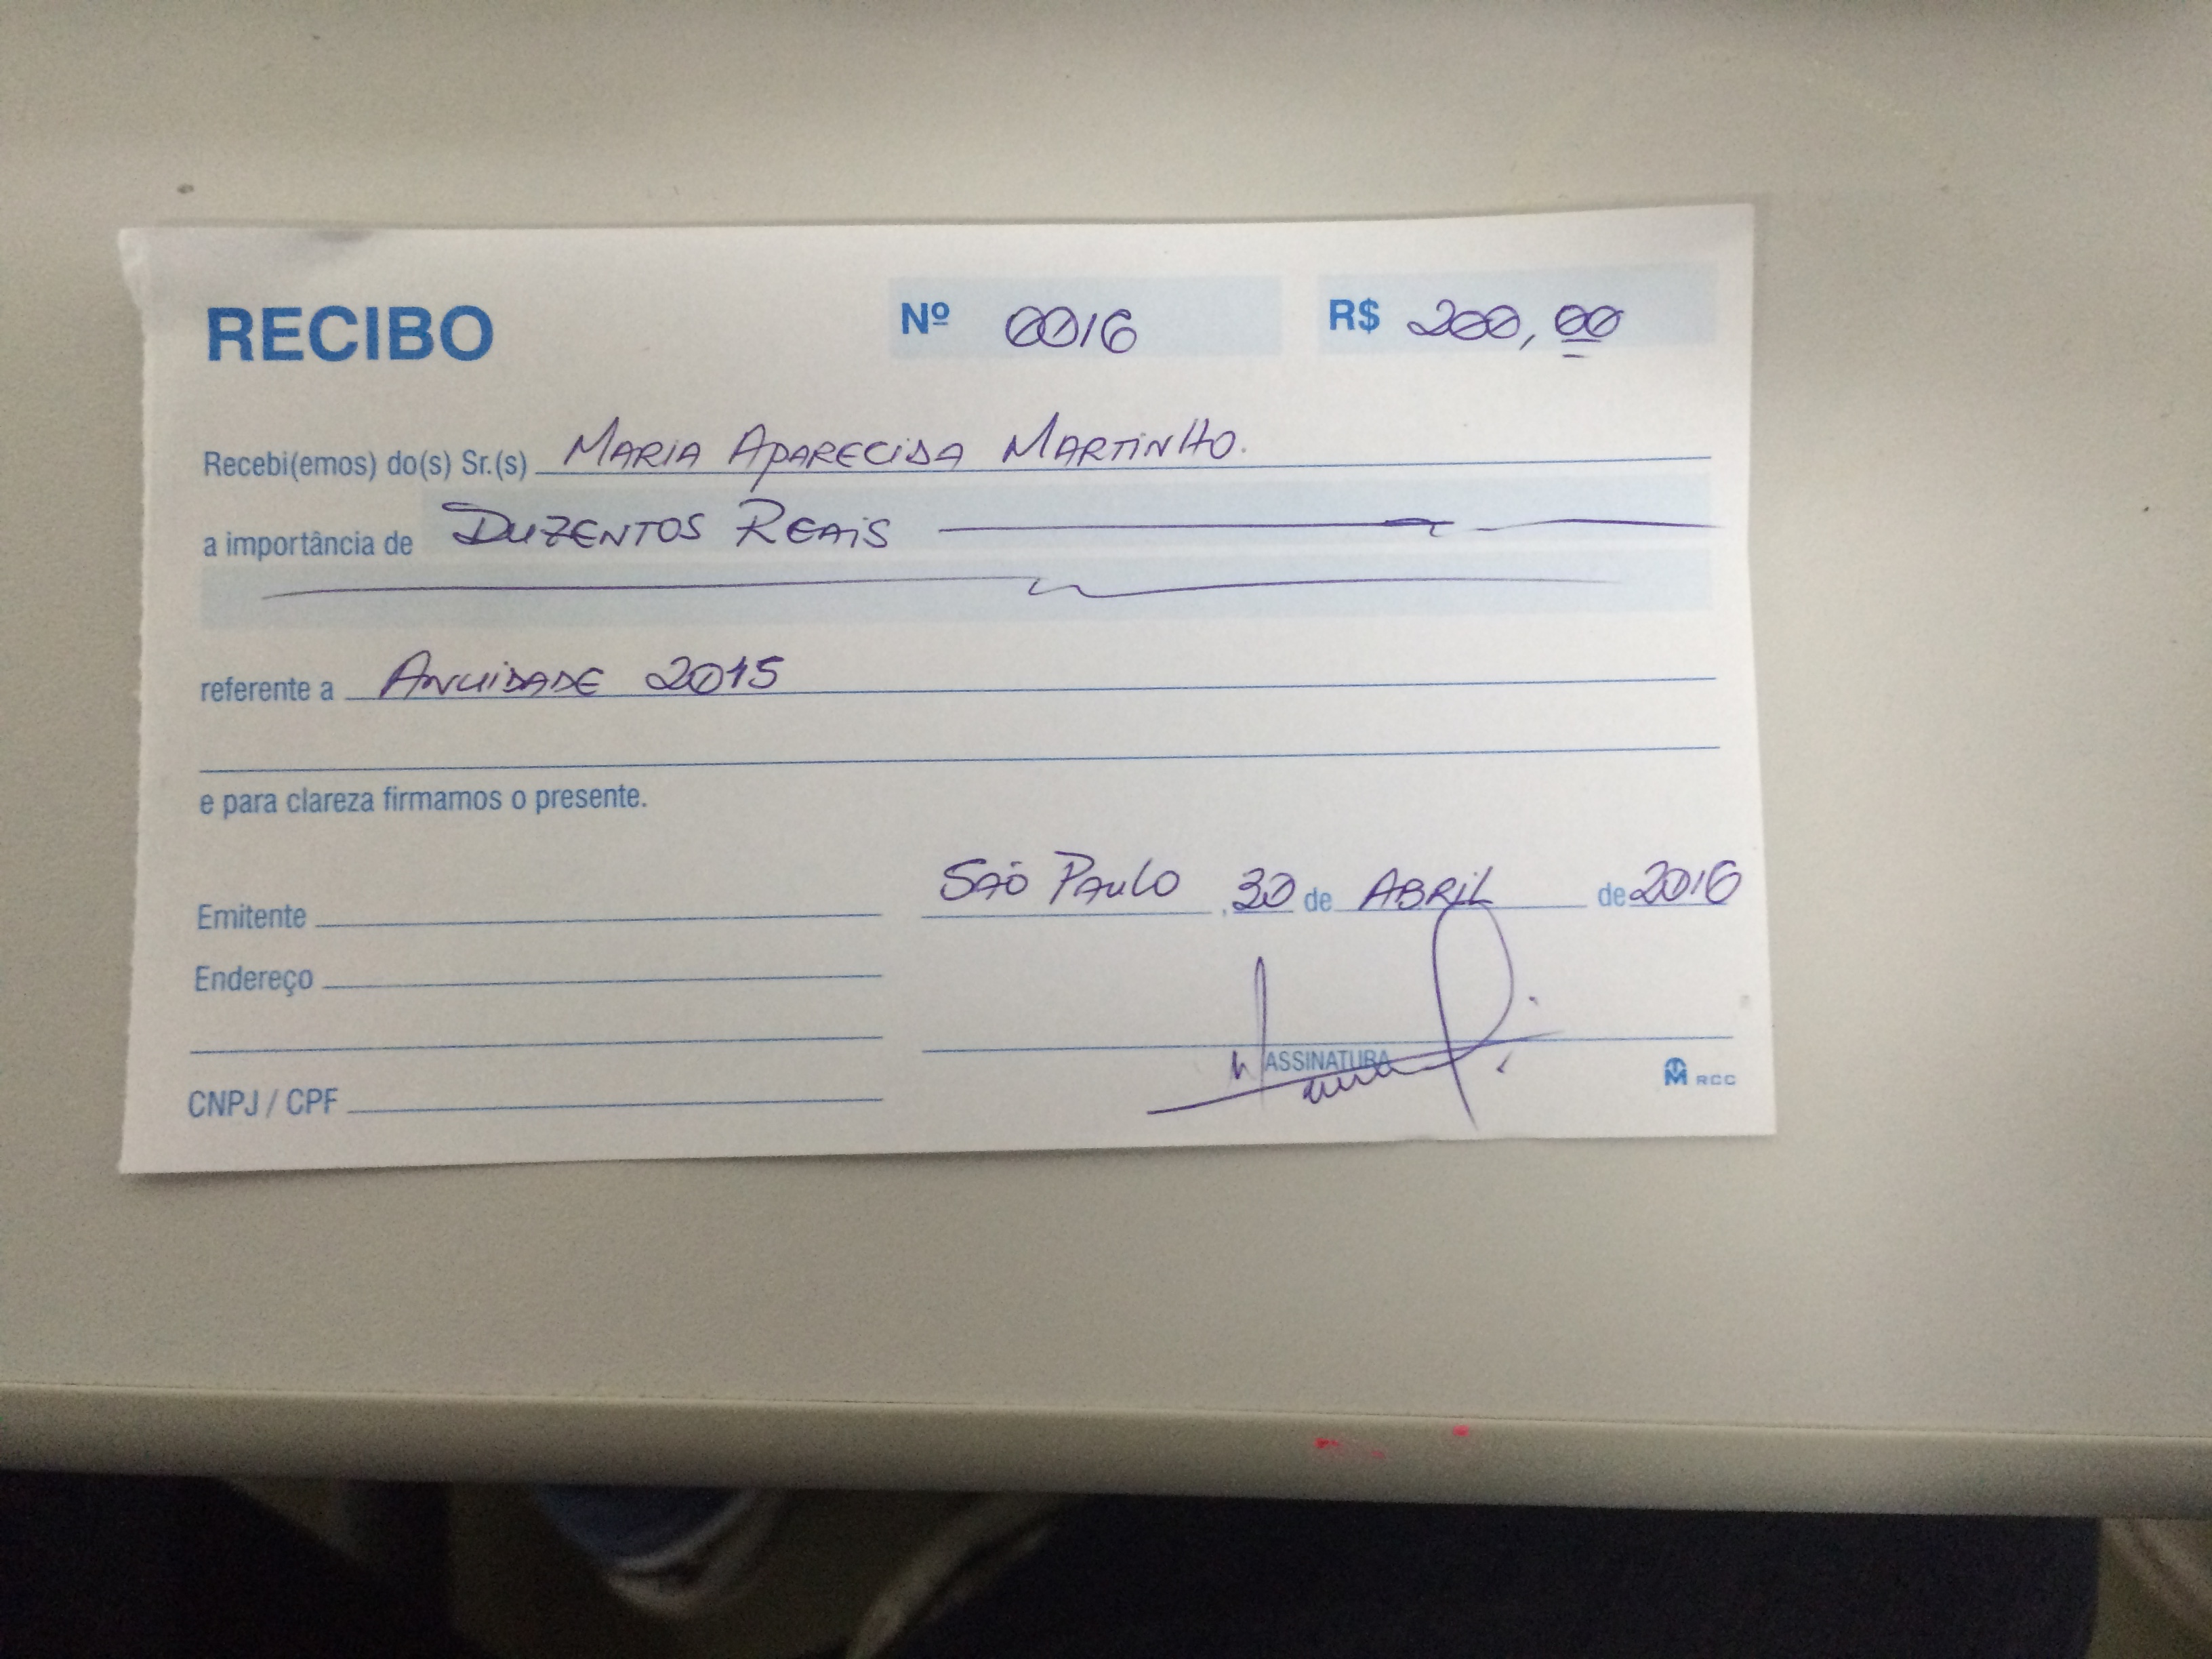 RECIBO Nº 0016 R$ 200,00
Recebi(emos) do(s) Sr.(s) MARIA APARECIDA MARTINHO.
a importância de DUZENTOS REAIS
referente a ANUIDADE 2015
e para clareza firmamos o presente.
SÃO PAULO, 30 de ABRIL de 2016
Emitente
Endereço
ASSINATURA
RCC
CNPJ / CPF